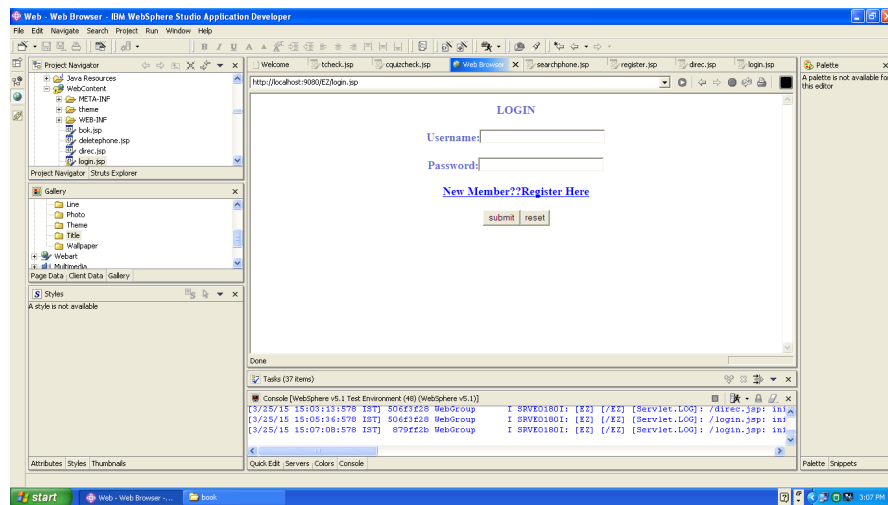 Web - Web Browser - IBM WebSphere Studio Application Developer
File Edit Navigate Search Project Run Window Help
Project Navigator
Welcome tcheck.jsp cquizcheck.jsp Web Browser searchphone.jsp register.jsp direc.jsp login.jsp
Palette
A palette is not available for
this editor
Java Resources
WebContent
META-INF
theme
WEB-INF
bok.jsp
deletephone.jsp
direc.jsp
login.jsp
Project Navigator Struts Explorer
http://localhost:9080/EZ/login.jsp
LOGIN
Username:
Password:
New Member??Register Here
submit reset
Done
Gallery
Line
Photo
Theme
Title
Wallpaper
Webart
Multimedia
Page Data Client Data Gallery
Styles
A style is not available
Attributes Styles Thumbnails
Tasks (37 items)
Console [WebSphere v5.1 Test Environment (48) (WebSphere v5.1)]
[3/25/15 15:03:13:578 IST] 506f3f28 WebGroup I SRVE0180I: [EZ] [/EZ] [Servlet.LOG]: /direc.jsp: ini
[3/25/15 15:05:36:578 IST] 506f3f28 WebGroup I SRVE0180I: [EZ] [/EZ] [Servlet.LOG]: /login.jsp: ini
[3/25/15 15:07:08:578 IST] 879ff2b WebGroup I SRVE0180I: [EZ] [/EZ] [Servlet.LOG]: /login.jsp: ini
Quick Edit Servers Colors Console
Palette Snippets
start Web - Web Browser -... book 3:07 PM